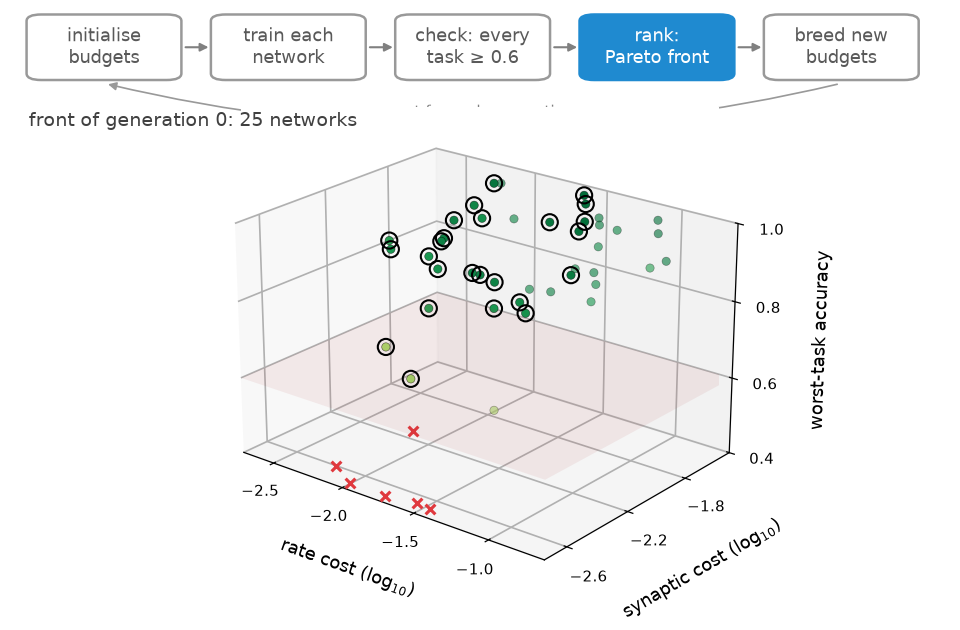 initialise
budgets
train each
network
check: every
task ≥ 0.6
rank:
Pareto front
breed new
budgets
front of generation 0: 25 networks
1.0
0.8
0.6
0.4
worst-task accuracy
−2.5
−2.0
−1.5
−1.0
rate cost (log₁₀)
−1.8
−2.2
−2.6
synaptic cost (log₁₀)